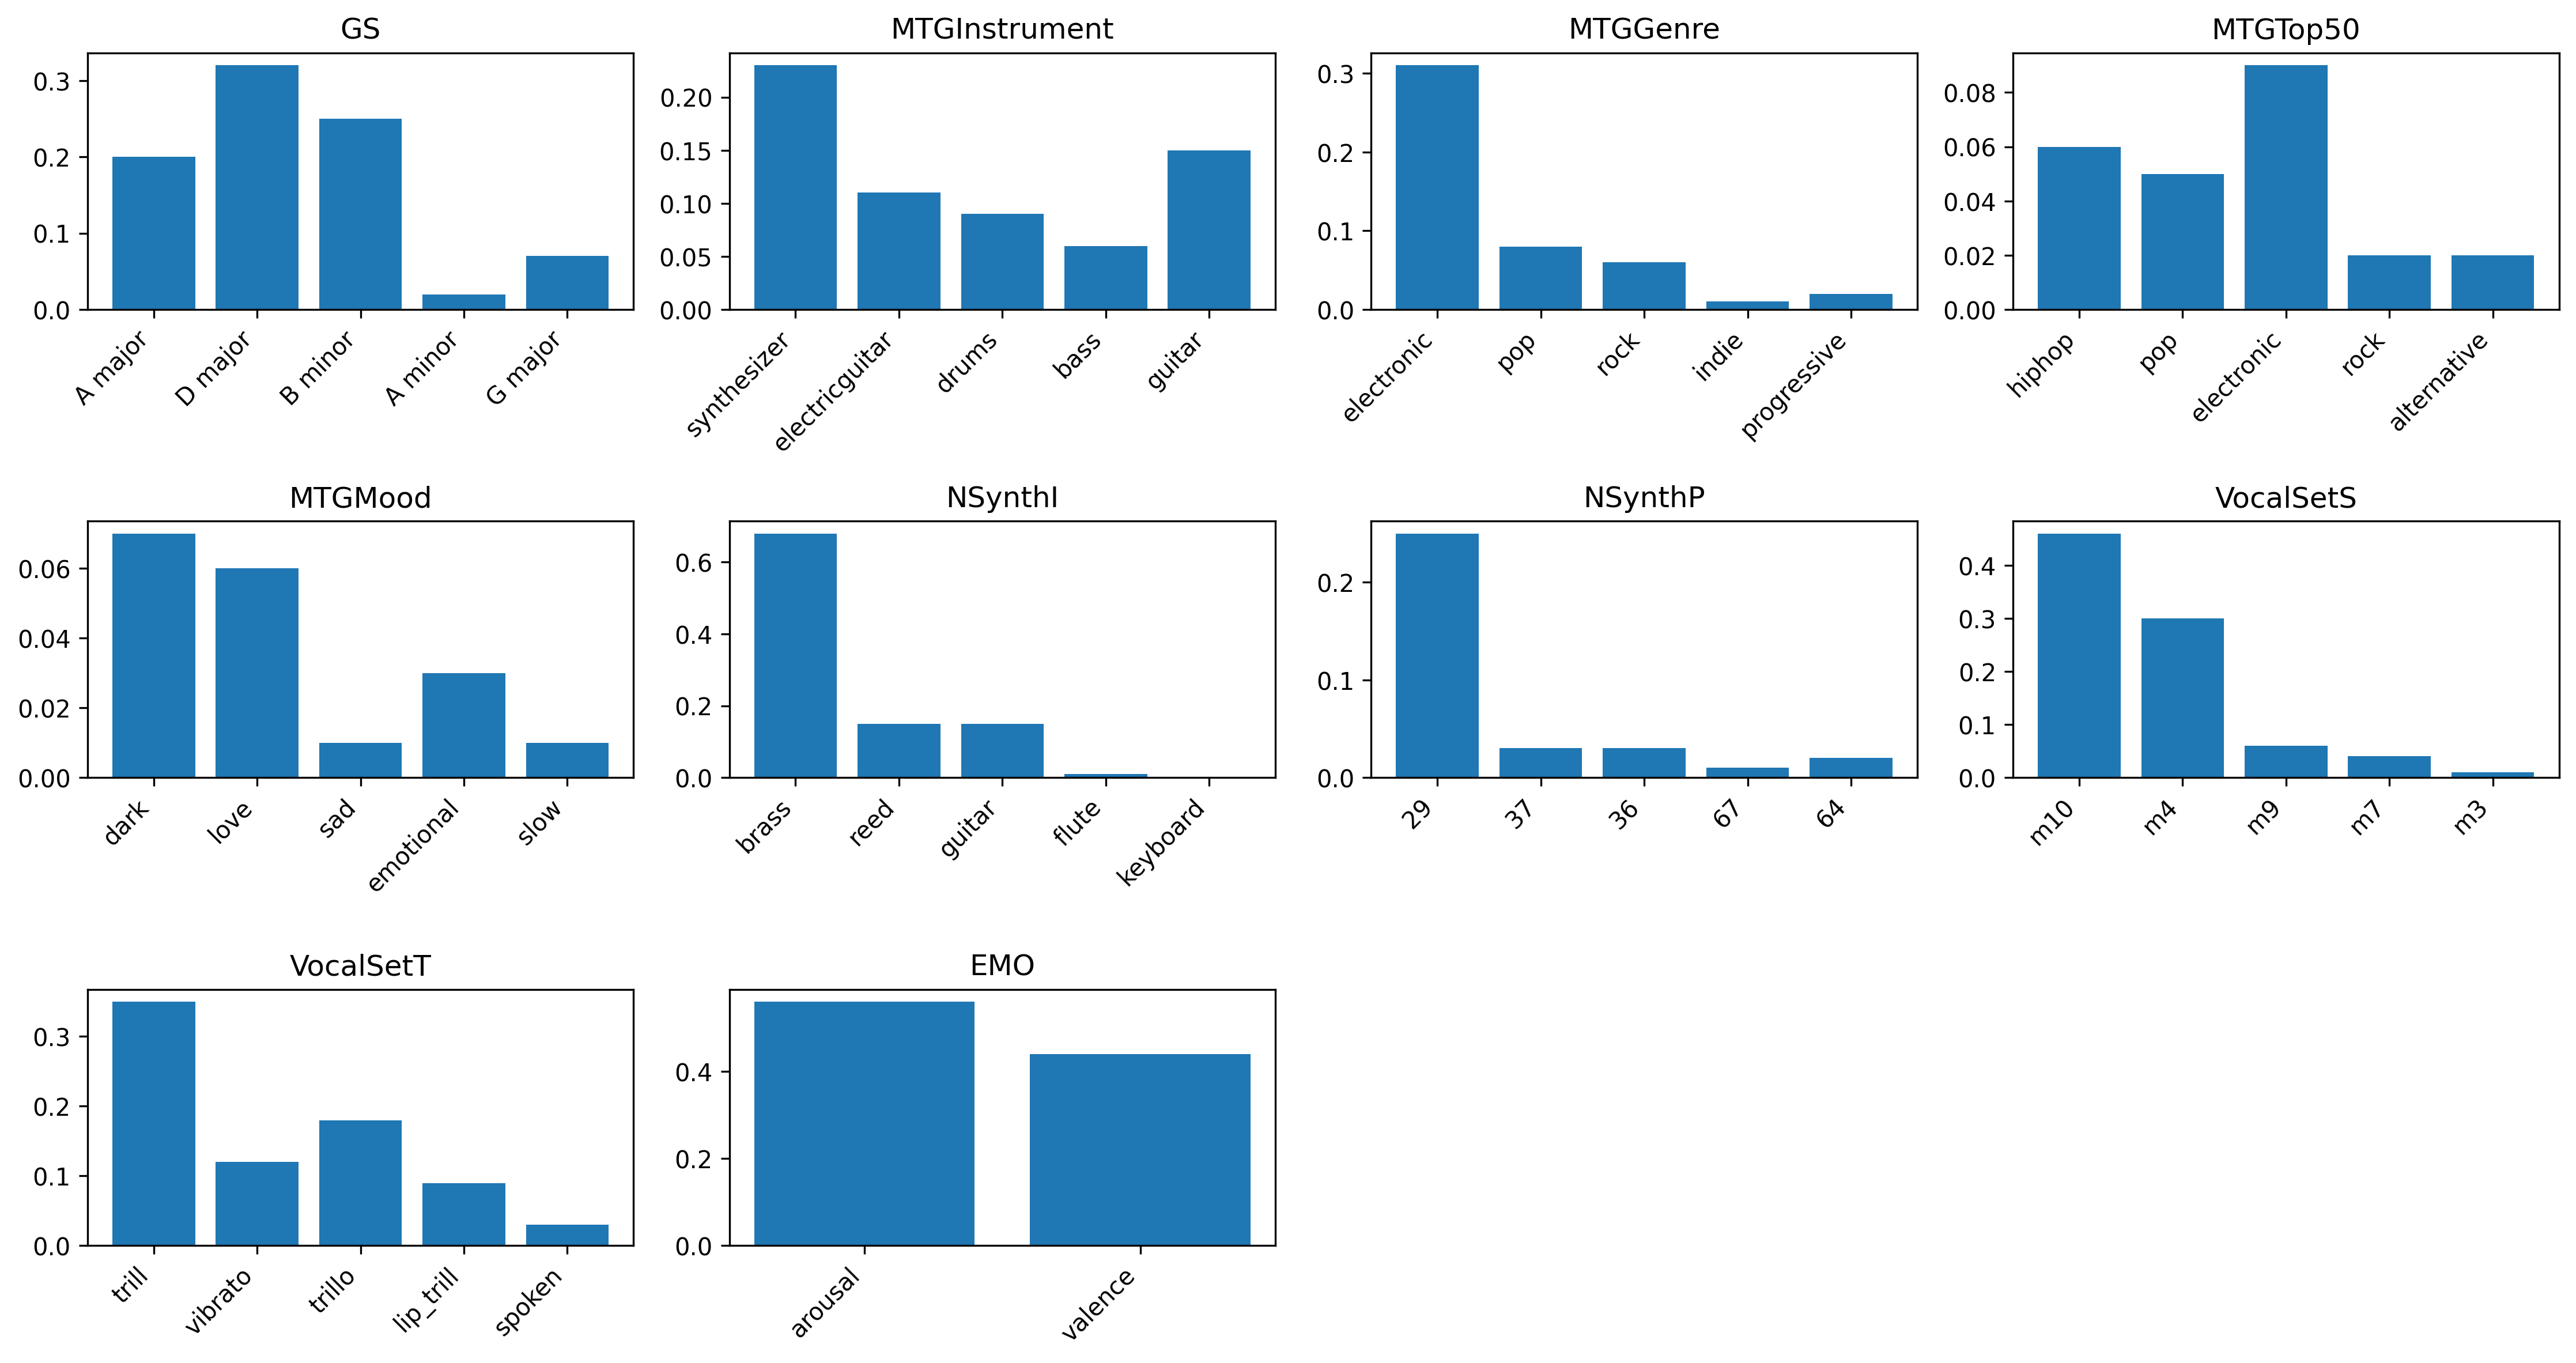 GS
0.3
0.2
0.1
0.0
A major
D major
B minor
A minor
G major
MTGInstrument
0.20
0.15
0.10
0.05
0.00
synthesizer
electricguitar
drums
bass
guitar
MTGGenre
0.3
0.2
0.1
0.0
electronic
pop
rock
indie
progressive
MTGTop50
0.08
0.06
0.04
0.02
0.00
hiphop
pop
electronic
rock
alternative
MTGMood
0.06
0.04
0.02
0.00
dark
love
sad
emotional
slow
NSynthI
0.6
0.4
0.2
0.0
brass
reed
guitar
flute
keyboard
NSynthP
0.2
0.1
0.0
29
37
36
67
64
VocalSetS
0.4
0.3
0.2
0.1
0.0
m10
m4
m9
m7
m3
VocalSetT
0.3
0.2
0.1
0.0
trill
vibrato
trillo
lip_trill
spoken
EMO
0.4
0.2
0.0
arousal
valence